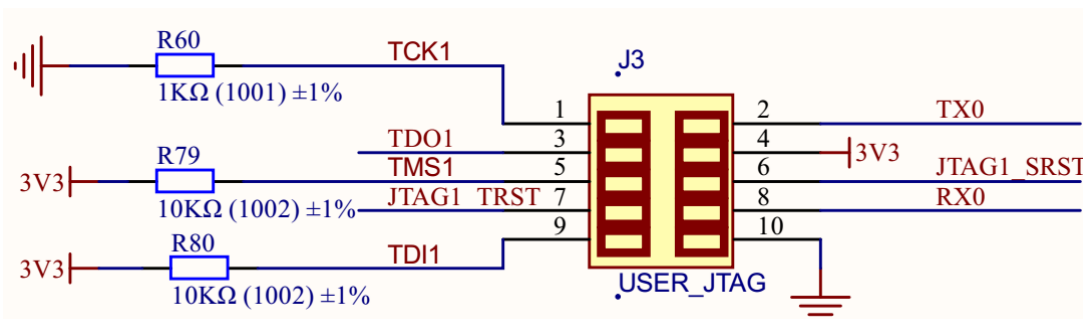 R60
TCK1
1KΩ (1001) ±1%
J3
1
2
TX0
TDO1
3
4
3V3
R79
3V3
TMS1
5
6
JTAG1_SRST
10KΩ (1002) ±1%
JTAG1_TRST
7
8
RX0
R80
9
10
3V3
TDI1
10KΩ (1002) ±1%
USER_JTAG